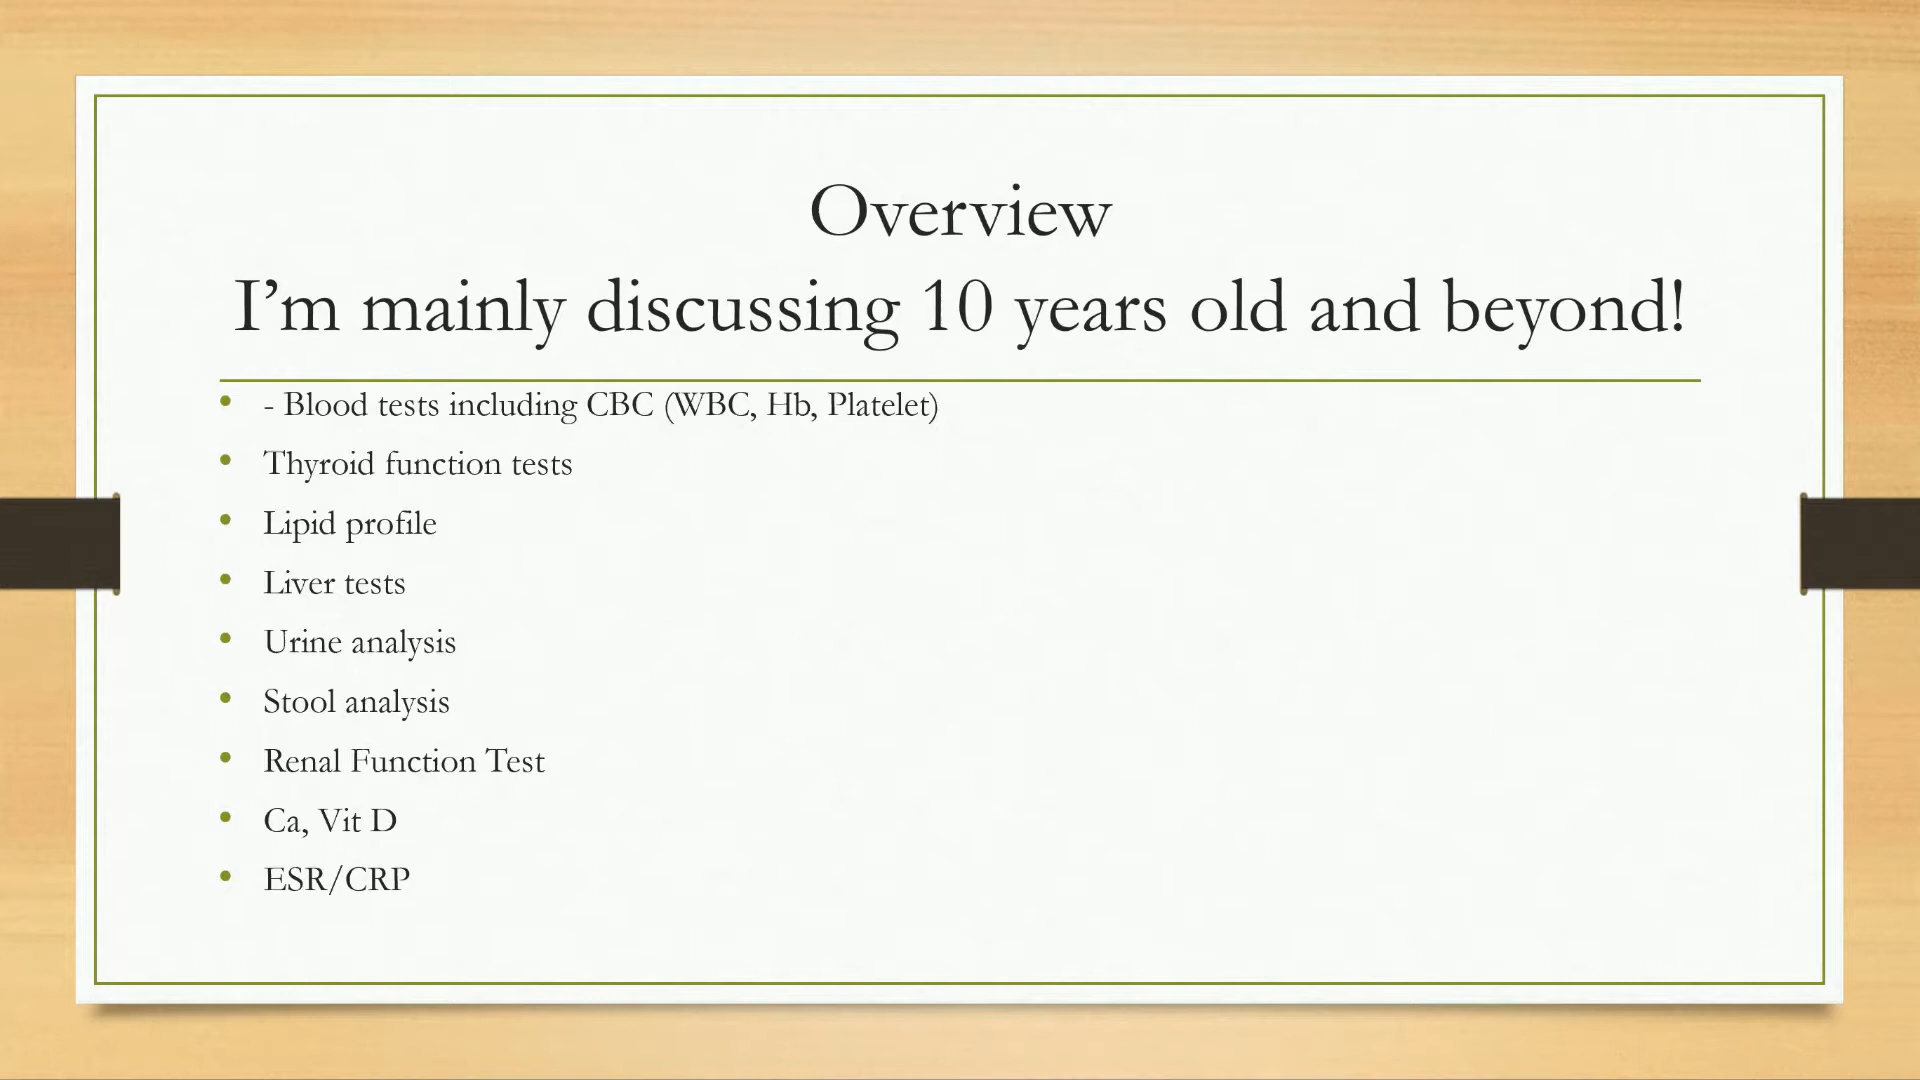 Overview
I’m mainly discussing 10 years old and beyond!
• - Blood tests including CBC (WBC, Hb, Platelet)
• Thyroid function tests
• Lipid profile
• Liver tests
• Urine analysis
• Stool analysis
• Renal Function Test
• Ca, Vit D
• ESR/CRP